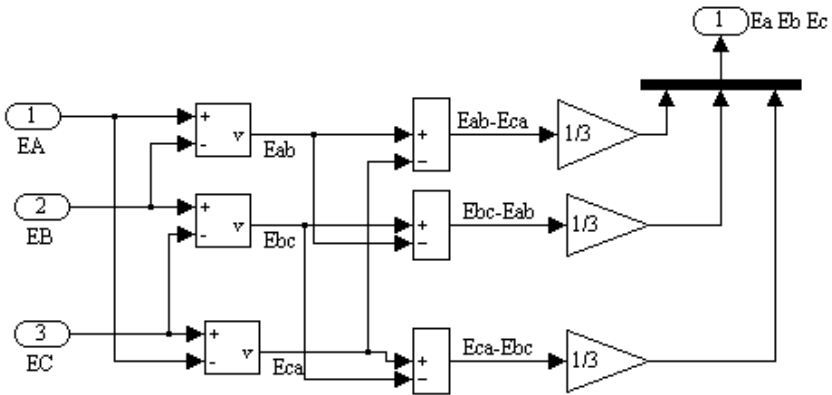 1
Ea Eb Ec
1
EA
+
-
v
Eab
+
-
Eab-Eca
1/3
2
EB
+
-
v
Ebc
+
-
Ebc-Eab
1/3
3
EC
+
-
v
Eca
+
-
Eca-Ebc
1/3